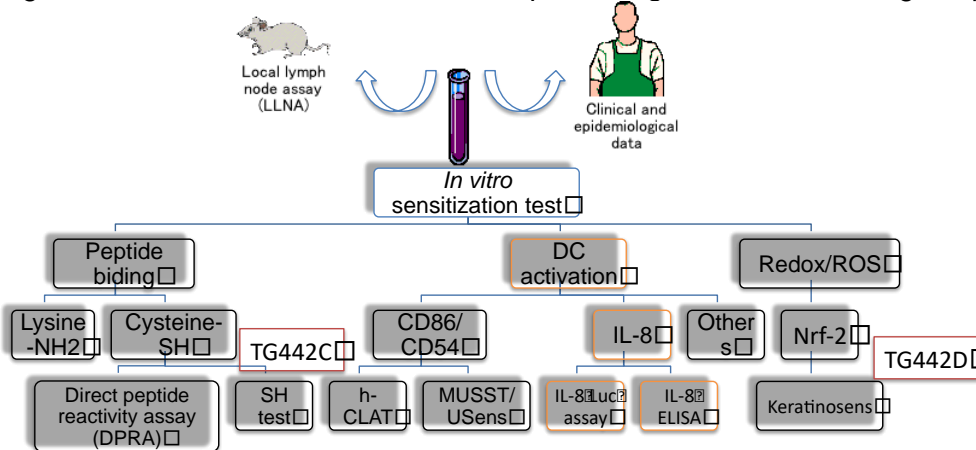 Local lymph
node assay
(LLNA)
Clinical and
epidemiological
data
In vitro
sensitization test□
Peptide
biding□
DC
activation□
Redox/ROS□
Lysine
-NH2□
Cysteine-
SH□
TG442C□
CD86/
CD54□
IL-8□
Other
s□
Nrf-2□
TG442D□
Direct peptide
reactivity assay
(DPRA)□
SH
test□
h-
CLAT□
MUSST/
USens□
IL-8⍰Luc⍰
assay□
IL-8⍰
ELISA□
Keratinosens□